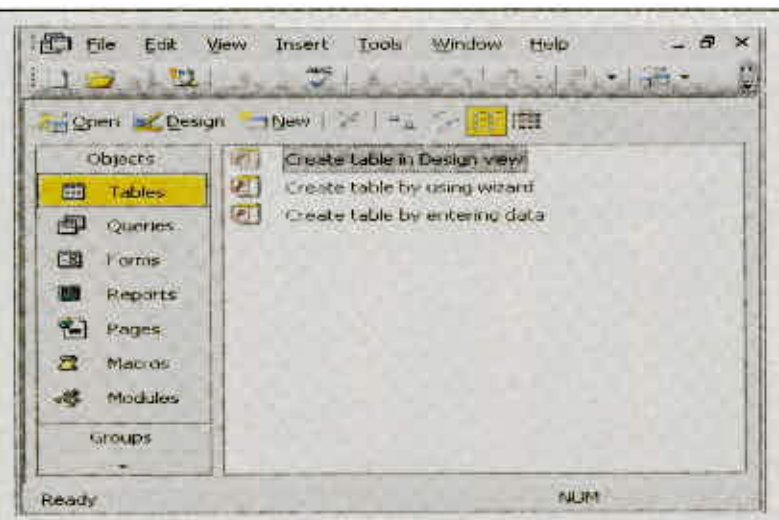 File Edit View Insert Tools Window Help
Open Design New
Objects
Tables
Queries
Forms
Reports
Pages
Macros
Modules
Groups
Create table in Design view
Create table by using wizard
Create table by entering data
Ready NUM